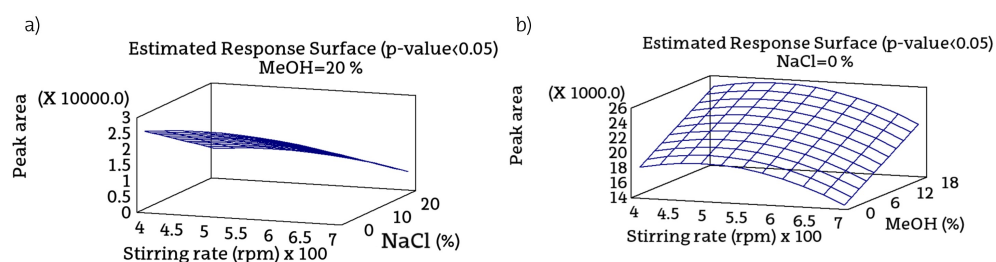 a)
Estimated Response Surface (p-value<0.05)
MeOH=20 %
(X 10000.0)
Peak area
3
2.5
2
1.5
1
0.5
0
4 4.5 5 5.5 6 6.5 7
Stirring rate (rpm) x 100
0 10 20
NaCl (%)
b)
Estimated Response Surface (p-value<0.05)
NaCl=0 %
(X 1000.0)
Peak area
26
24
22
20
18
16
14
4 4.5 5 5.5 6 6.5 7
Stirring rate (rpm) x 100
0 6 12 18
MeOH (%)